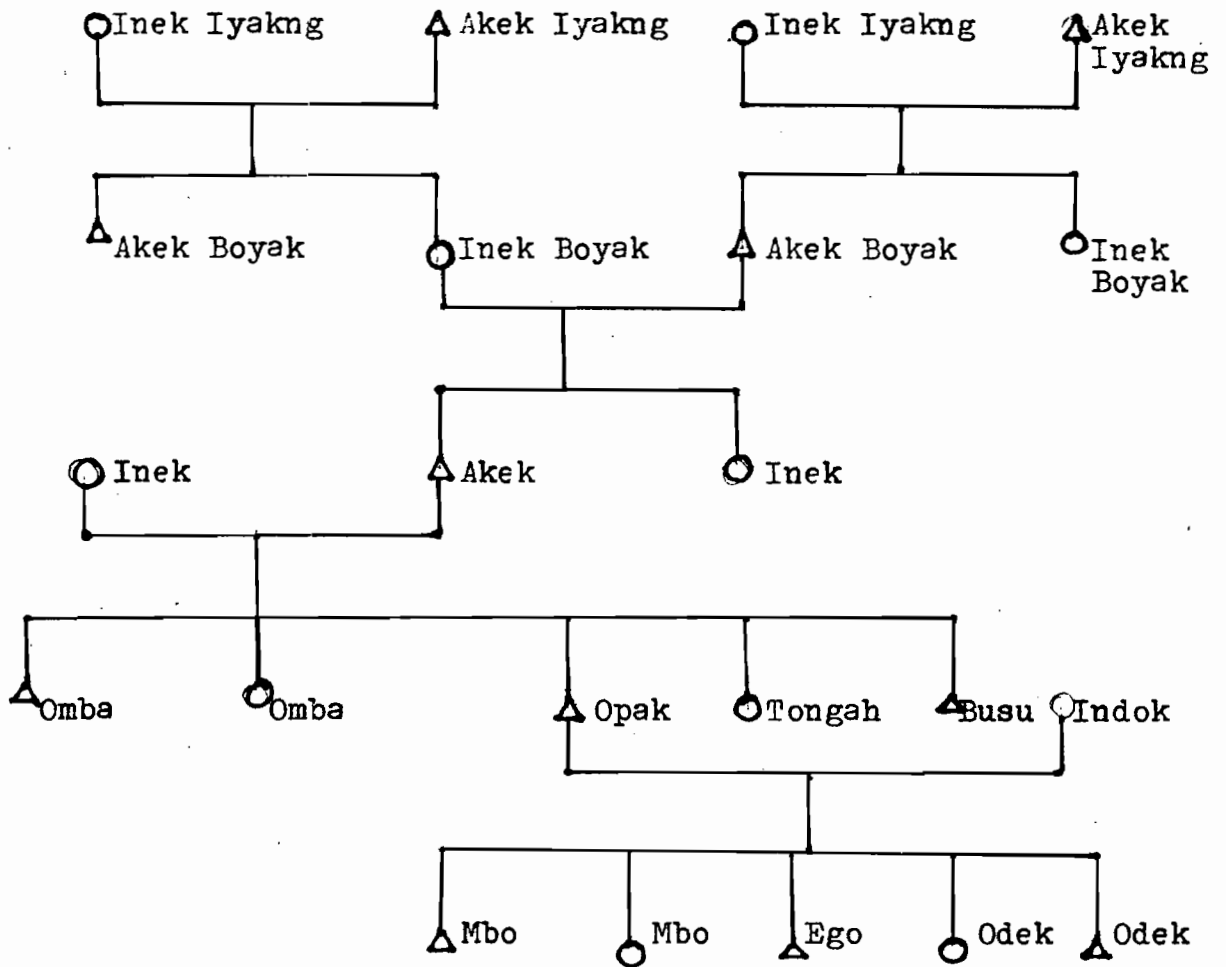 Inek Iyakng Akek Iyakng Inek Iyakng Akek
Iyakng
Akek Boyak Inek Boyak Akek Boyak Inek
Boyak
Inek Akek Inek
Omba Omba Opak Tongah Busu Indok
Mbo Mbo Ego Odek Odek